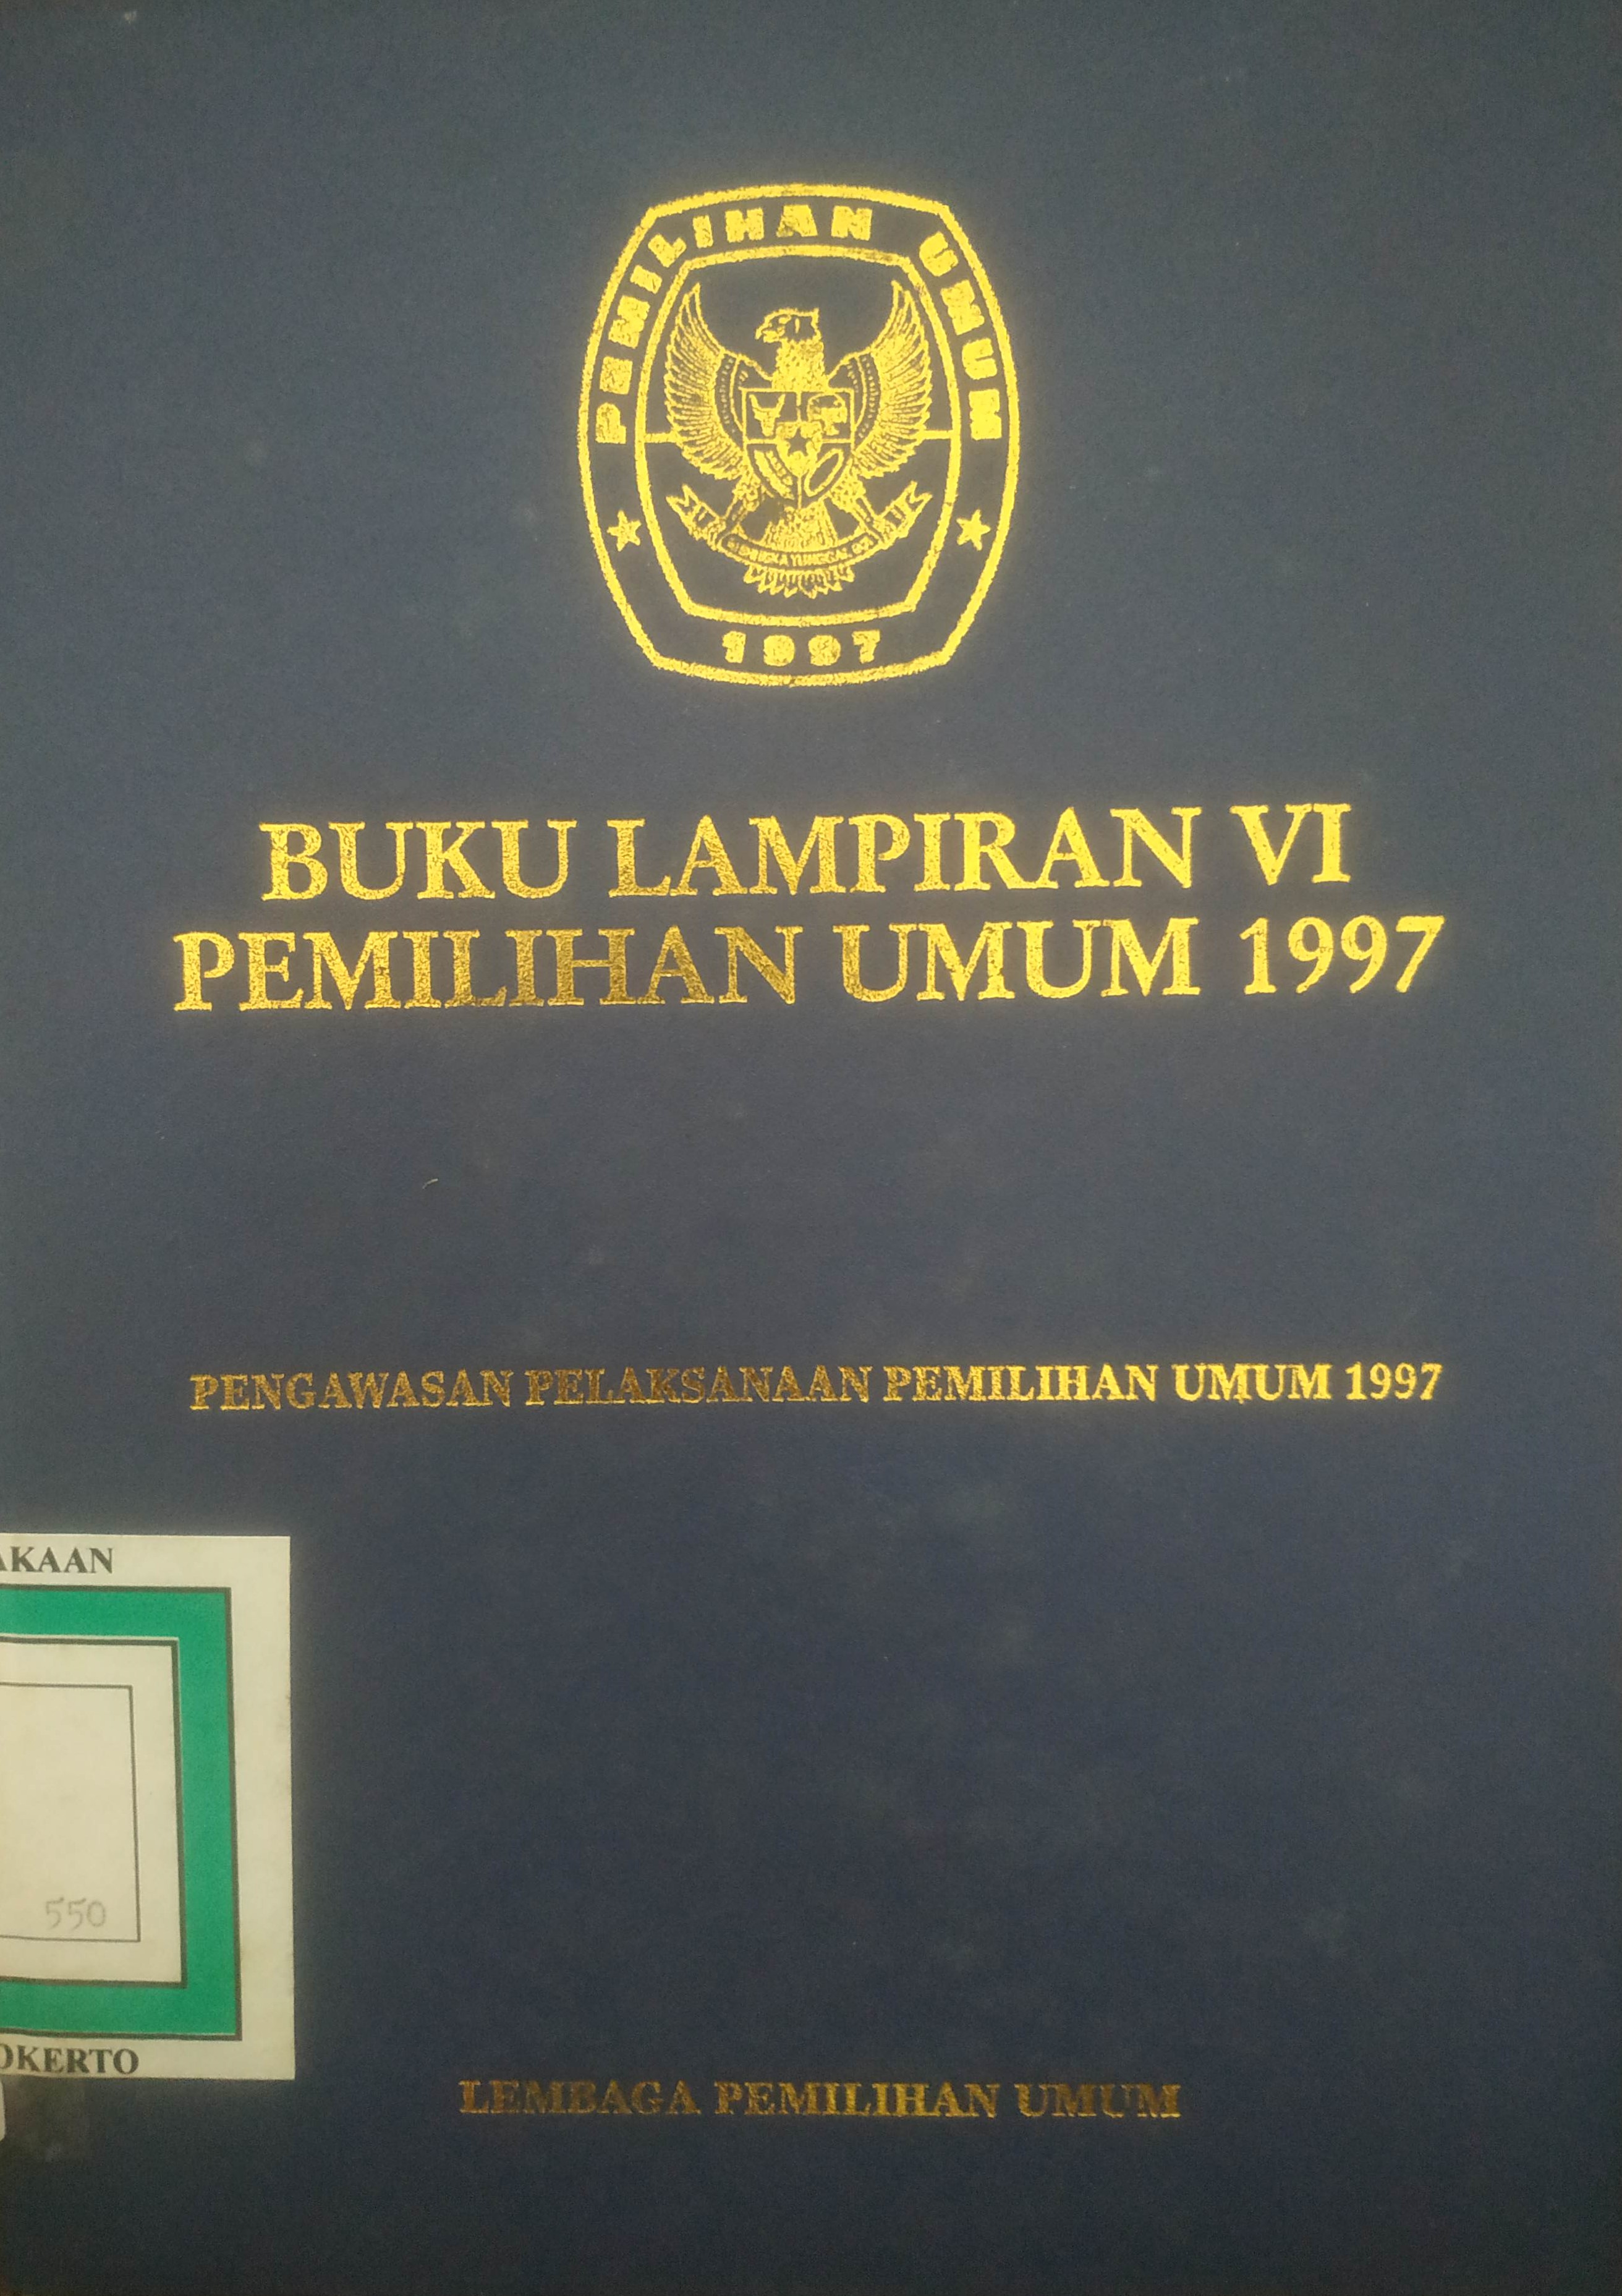 PEMILIHAN UMUM
BHINNEKA TUNGGAL IKA
1997
BUKU LAMPIRAN VI
PEMILIHAN UMUM 1997
PENGAWASAN PELAKSANAAN PEMILIHAN UMUM 1997
AKAAN
550
OKERTO
LEMBAGA PEMILIHAN UMUM